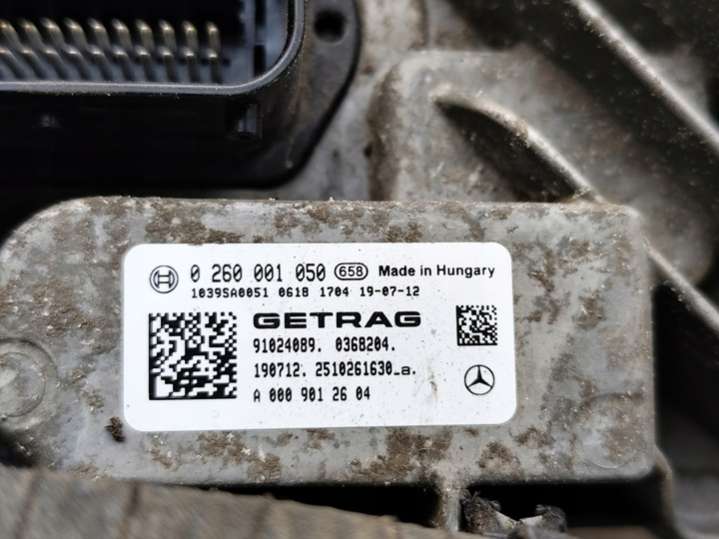 0 260 001 050 658 Made in Hungary
1039SA0051 0618 1704 19-07-12
GETRAG
91024089. 0368204.
190712. 2510261630_a.
A 000 901 26 04